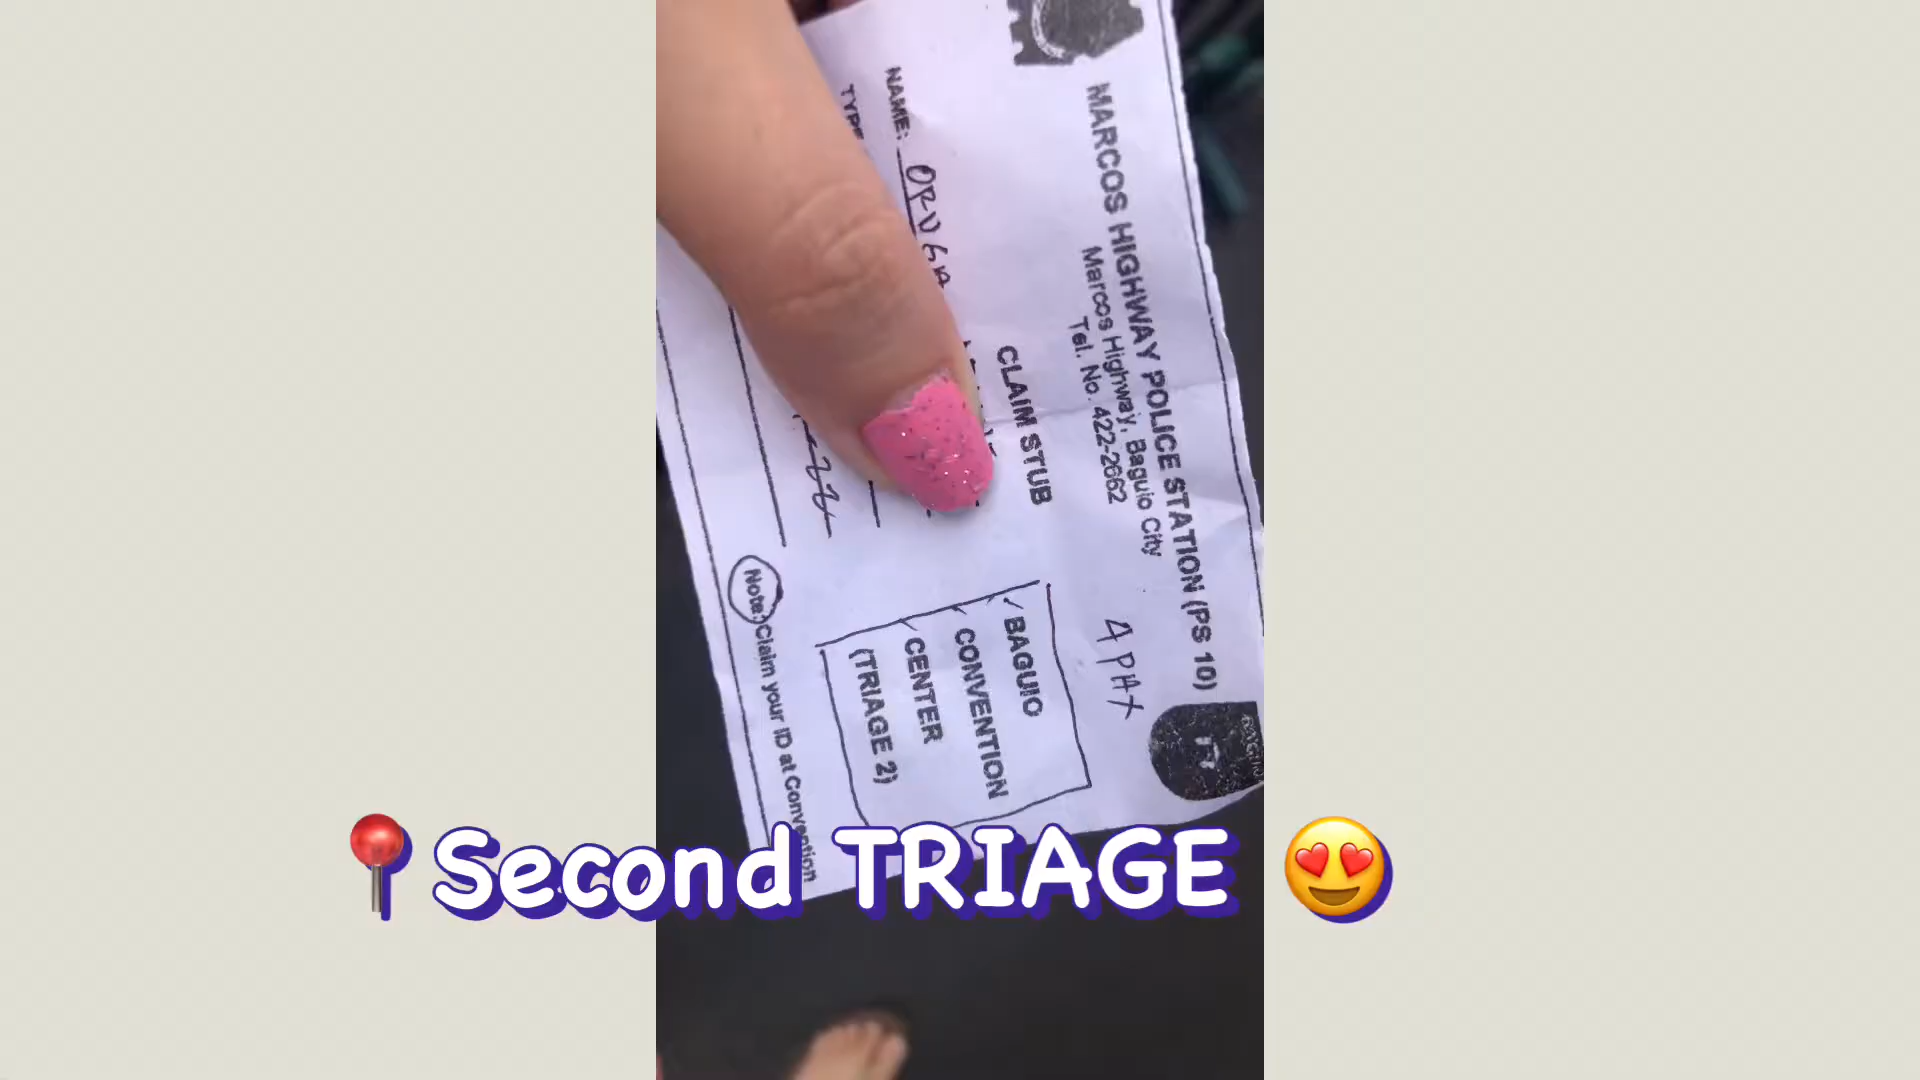 MARCOS HIGHWAY POLICE STATION (PS 10)
Marcos Highway, Baguio City
Tel. No. 422-2662
4 PAX
CLAIM STUB
NAME:
BAGUIO
CONVENTION
CENTER
(TRIAGE 2)
Note: Claim your ID at Convention
Second TRIAGE